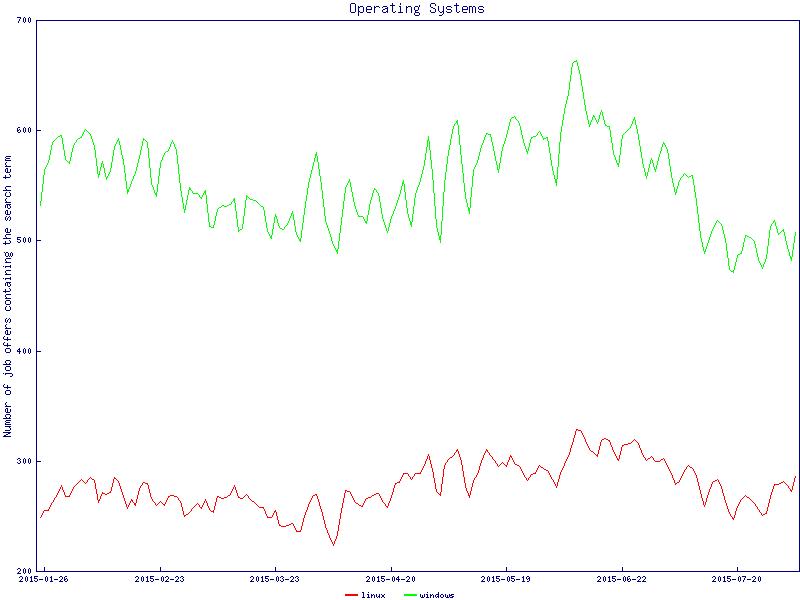 Operating Systems
Number of job offers containing the search term
700
600
500
400
300
200
2015-01-26 2015-02-23 2015-03-23 2015-04-20 2015-05-19 2015-06-22 2015-07-20
linux windows